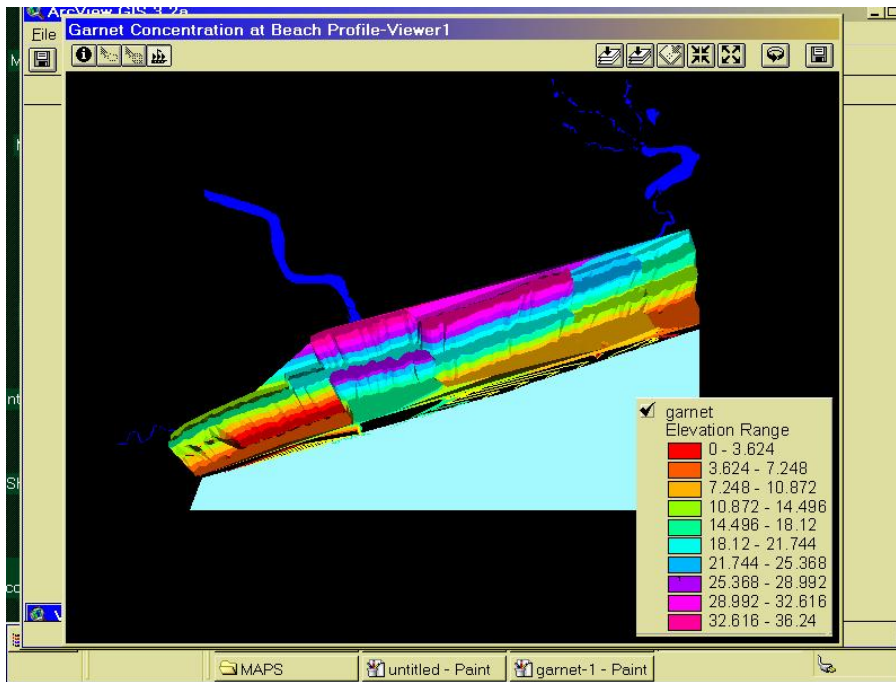 ArcView GIS 3.2a
Garnet Concentration at Beach Profile-Viewer1
File
garnet
Elevation Range
0 - 3.624
3.624 - 7.248
7.248 - 10.872
10.872 - 14.496
14.496 - 18.12
18.12 - 21.744
21.744 - 25.368
25.368 - 28.992
28.992 - 32.616
32.616 - 36.24
MAPS
untitled - Paint
garnet-1 - Paint